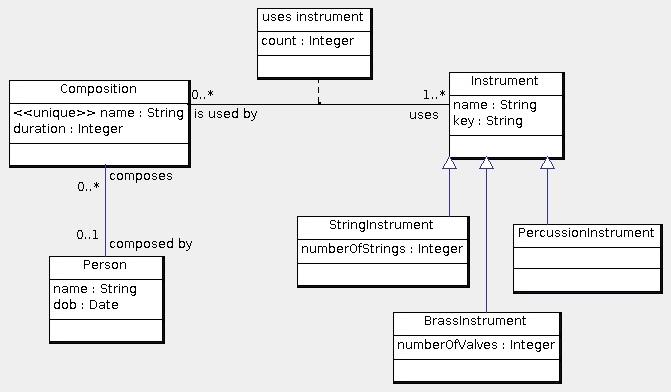 uses instrument
count : Integer
Composition
<<unique>> name : String
duration : Integer
0..*
is used by
1..*
uses
Instrument
name : String
key : String
composes
0..*
0..1
composed by
Person
name : String
dob : Date
StringInstrument
numberOfStrings : Integer
PercussionInstrument
BrassInstrument
numberOfValves : Integer